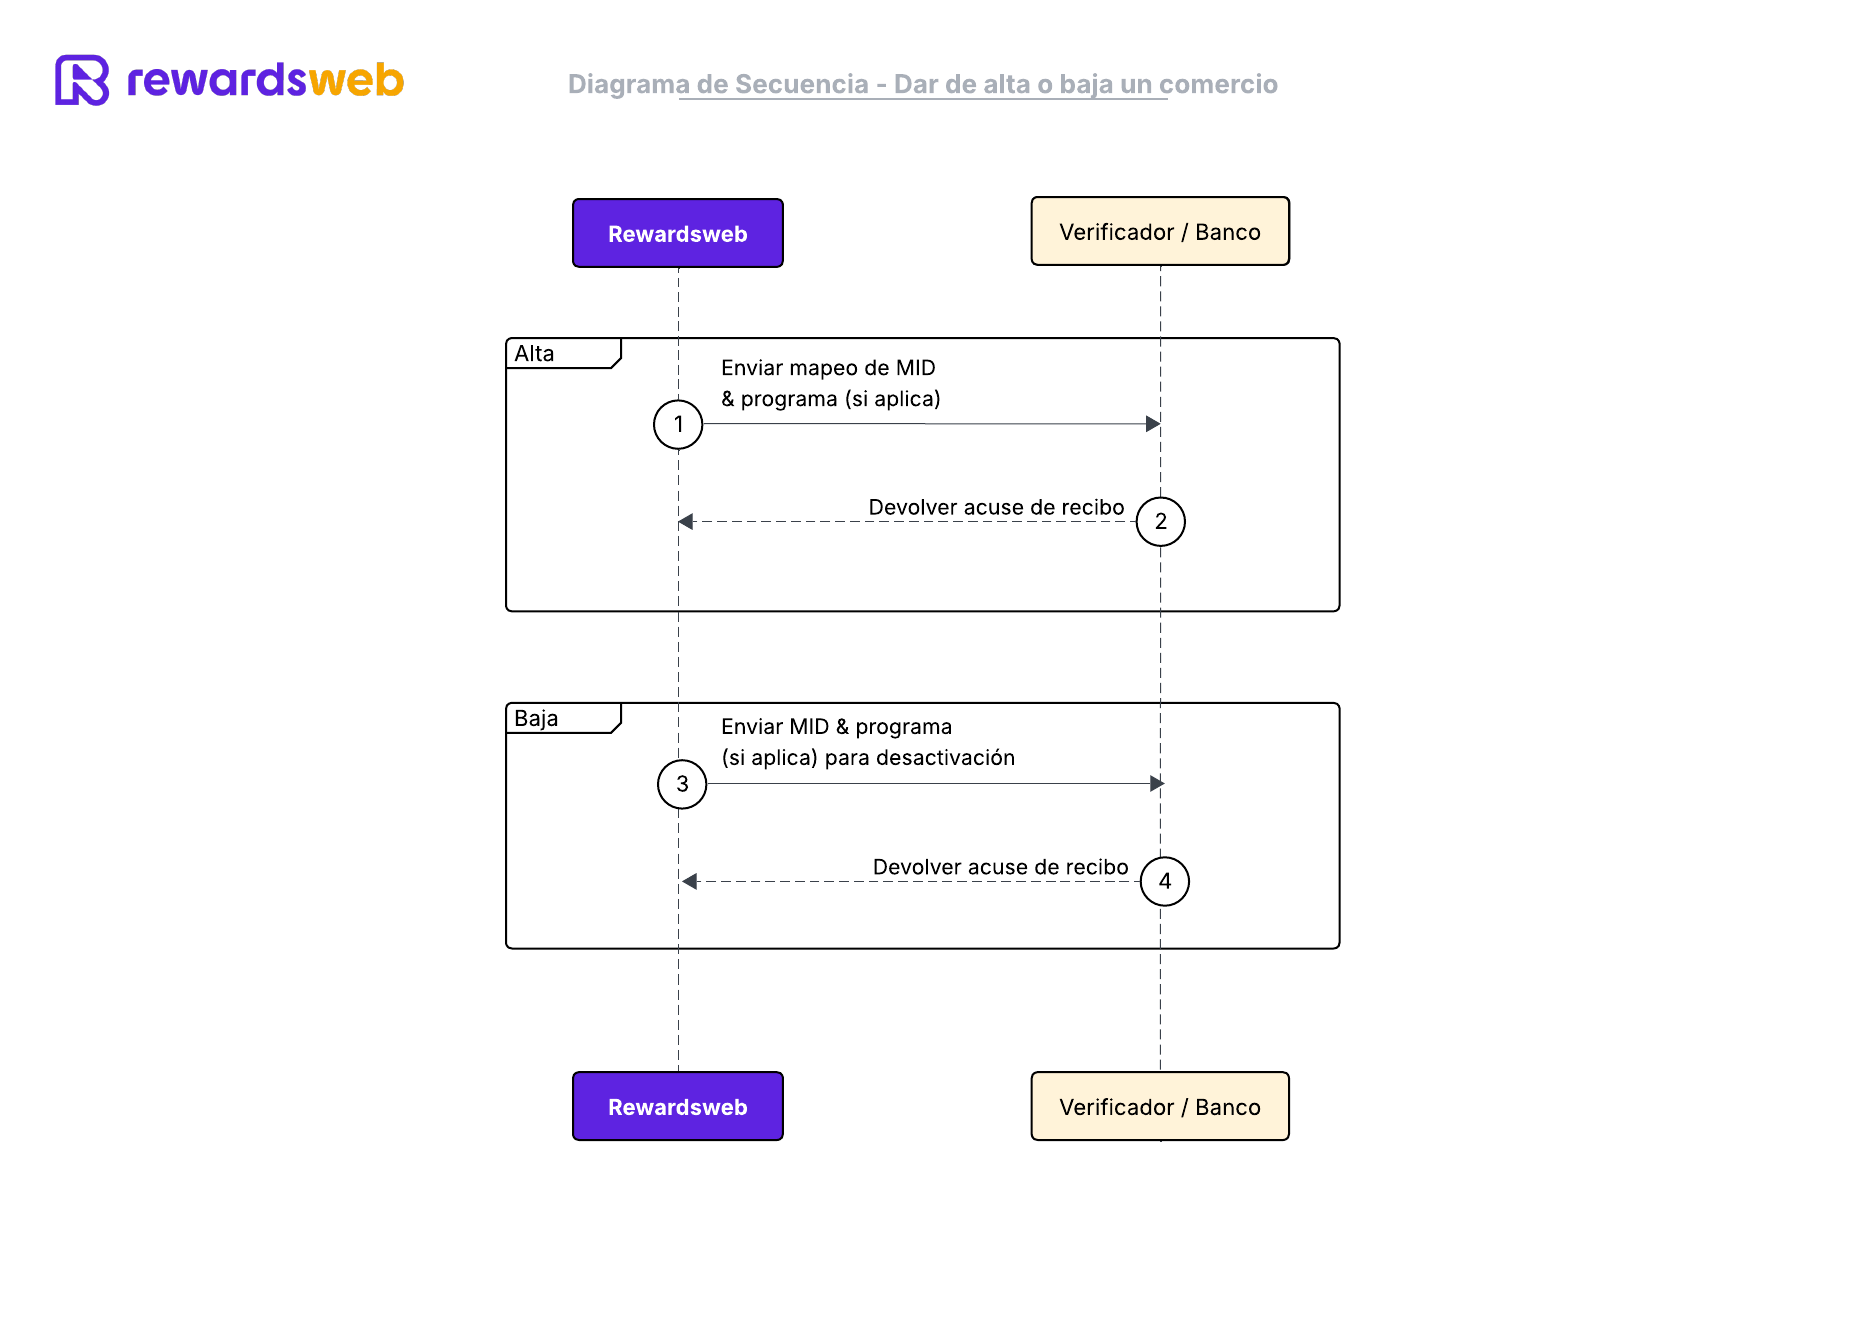 rewardsweb
Diagrama de Secuencia - Dar de alta o baja un comercio
Rewardsweb
Verificador / Banco
Alta
Enviar mapeo de MID
& programa (si aplica)
1
Devolver acuse de recibo
2
Baja
Enviar MID & programa
(si aplica) para desactivación
3
Devolver acuse de recibo
4
Rewardsweb
Verificador / Banco